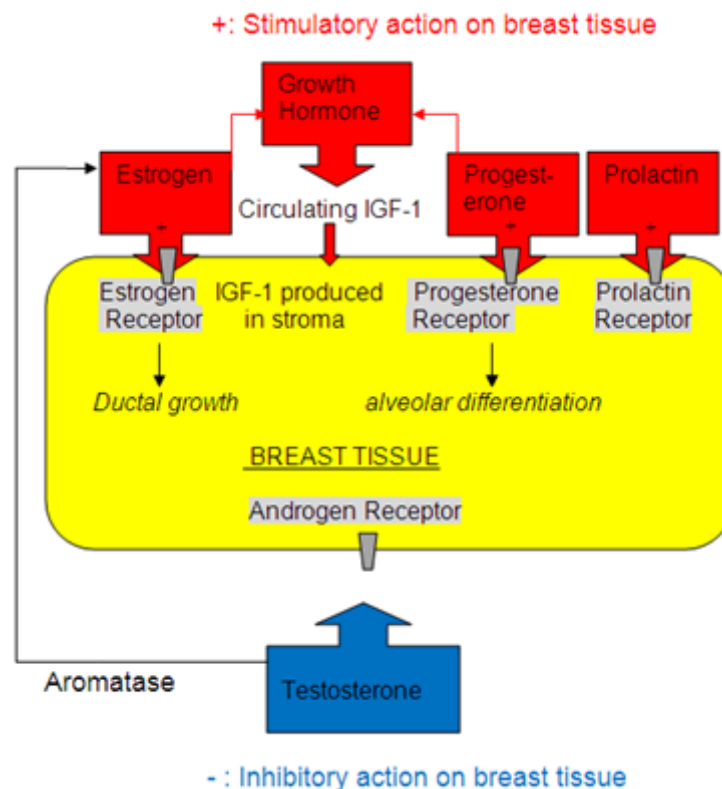 +: Stimulatory action on breast tissue
Growth
Hormone
Estrogen
+
Progest-
erone
+
Prolactin
+
Circulating IGF-1
Estrogen
Receptor
IGF-1 produced
in stroma
Progesterone
Receptor
Prolactin
Receptor
Ductal growth
alveolar differentiation
BREAST TISSUE
Androgen Receptor
Aromatase
Testosterone
- : Inhibitory action on breast tissue